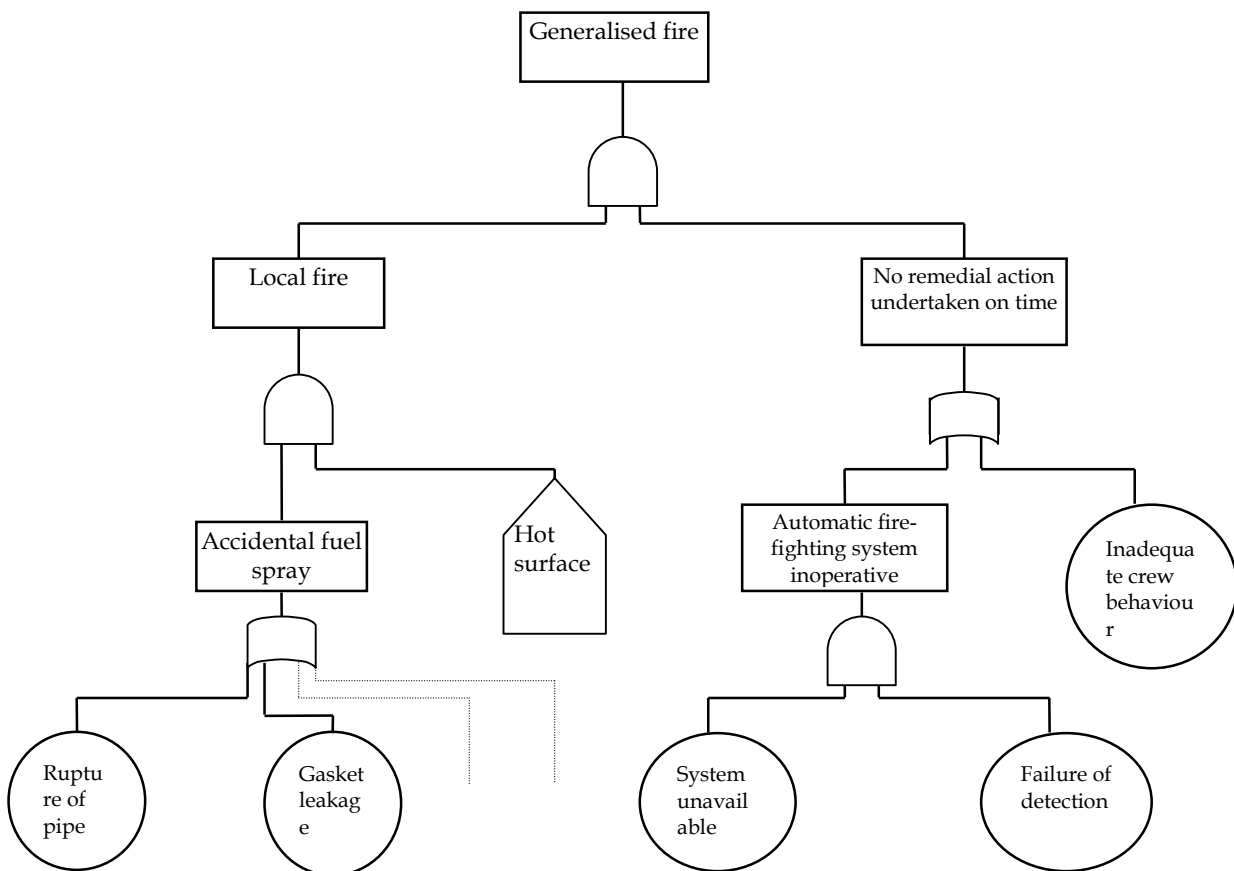 Generalised fire
Local fire
No remedial action
undertaken on time
Accidental fuel
spray
Hot
surface
Automatic fire-
fighting system
inoperative
Inadequa
te crew
behaviou
r
Ruptu
re of
pipe
Gasket
leakag
e
System
unavail
able
Failure of
detection